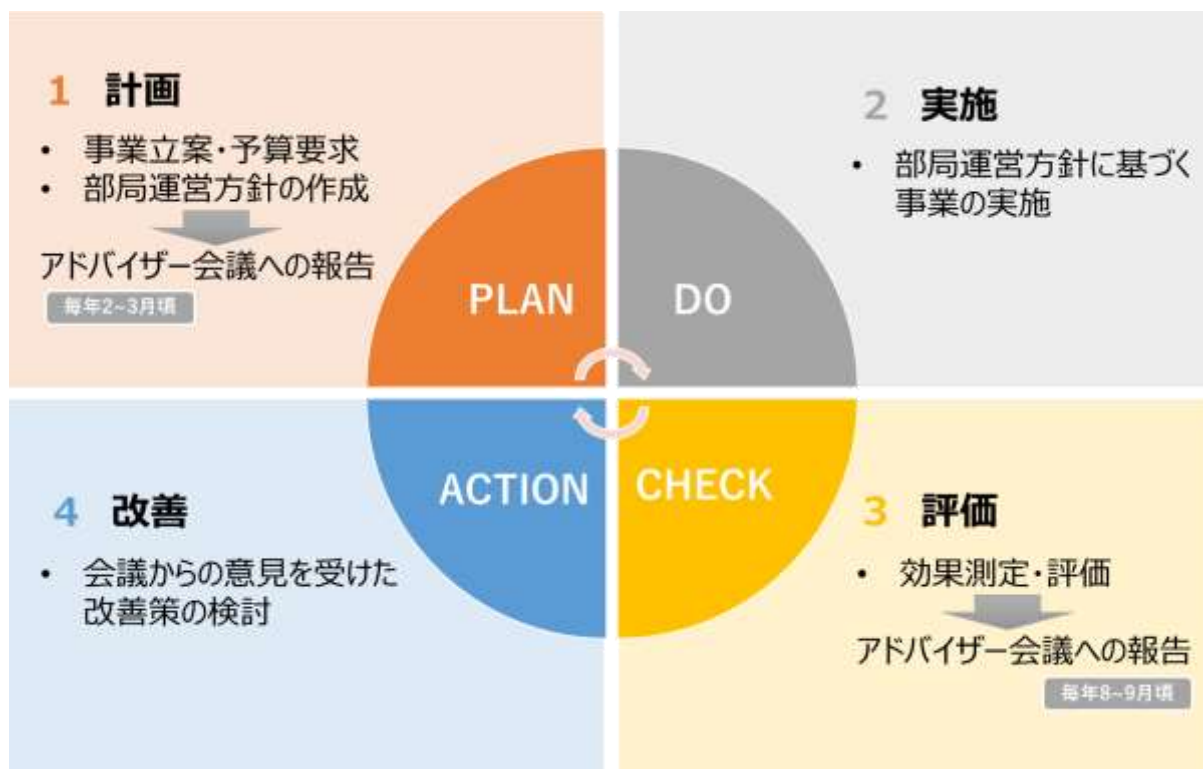 1 計画
• 事業立案・予算要求
• 部局運営方針の作成
アドバイザー会議への報告
毎年2~3月頃
PLAN
2 実施
• 部局運営方針に基づく
事業の実施
DO
CHECK
3 評価
• 効果測定・評価
アドバイザー会議への報告
毎年8~9月頃
ACTION
4 改善
• 会議からの意見を受けた
改善策の検討